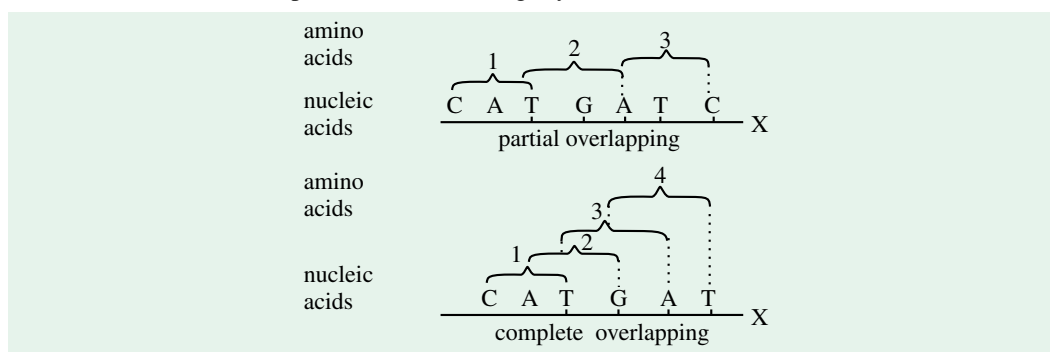 amino
acids
1 2 3
nucleic
acids
C A T G A T C
X
partial overlapping
amino
acids
4
3
1 2
nucleic
acids
C A T G A T
X
complete overlapping